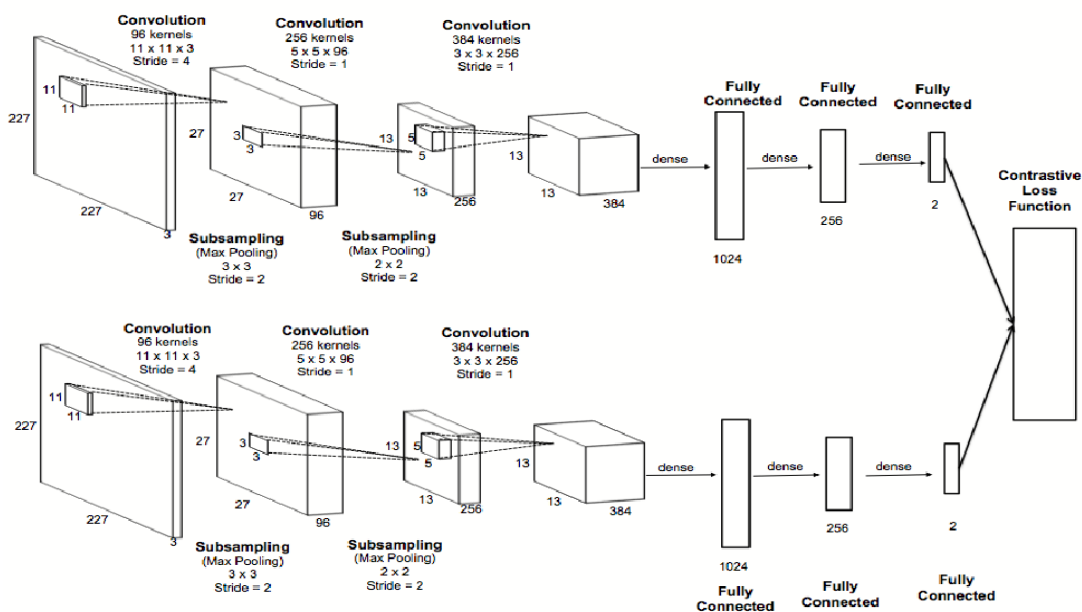 Convolution
96 kernels
11 x 11 x 3
Stride = 4
Convolution
256 kernels
5 x 5 x 96
Stride = 1
Convolution
384 kernels
3 x 3 x 256
Stride = 1
Fully
Connected
Fully
Connected
Fully
Connected
227
11
11
227
3
27
3
3
27
96
13
5
5
13
256
13
13
384
dense
1024
dense
256
dense
2
Contrastive
Loss
Function
Subsampling
(Max Pooling)
3 x 3
Stride = 2
Subsampling
(Max Pooling)
2 x 2
Stride = 2
Convolution
96 kernels
11 x 11 x 3
Stride = 4
Convolution
256 kernels
5 x 5 x 96
Stride = 1
Convolution
384 kernels
3 x 3 x 256
Stride = 1
227
11
11
227
3
27
3
3
27
96
13
5
5
13
256
13
13
384
dense
1024
dense
256
dense
2
Subsampling
(Max Pooling)
3 x 3
Stride = 2
Subsampling
(Max Pooling)
2 x 2
Stride = 2
Fully
Connected
Fully
Connected
Fully
Connected